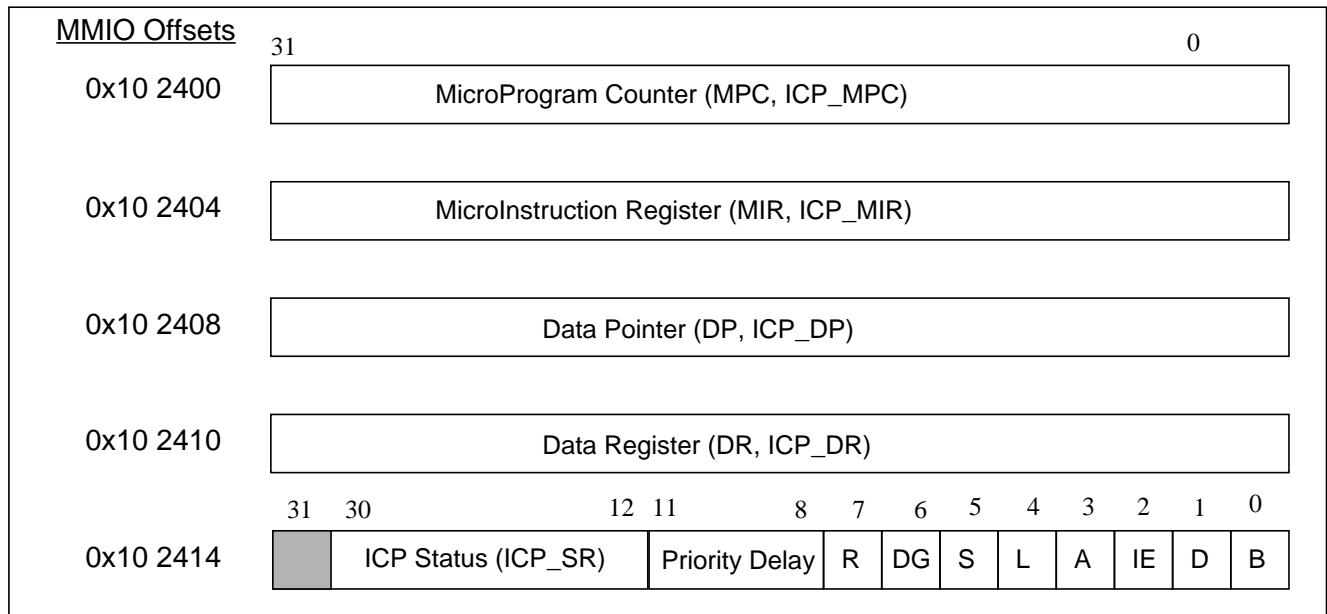 MMIO Offsets
31 0
0x10 2400 MicroProgram Counter (MPC, ICP_MPC)
0x10 2404 MicroInstruction Register (MIR, ICP_MIR)
0x10 2408 Data Pointer (DP, ICP_DP)
0x10 2410 Data Register (DR, ICP_DR)
31 30 12 11 8 7 6 5 4 3 2 1 0
0x10 2414 ICP Status (ICP_SR) Priority Delay R DG S L A IE D B